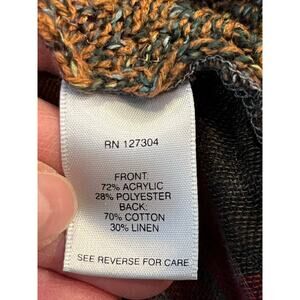 RN 127304
FRONT:
72% ACRYLIC
28% POLYESTER
BACK:
70% COTTON
30% LINEN
SEE REVERSE FOR CARE